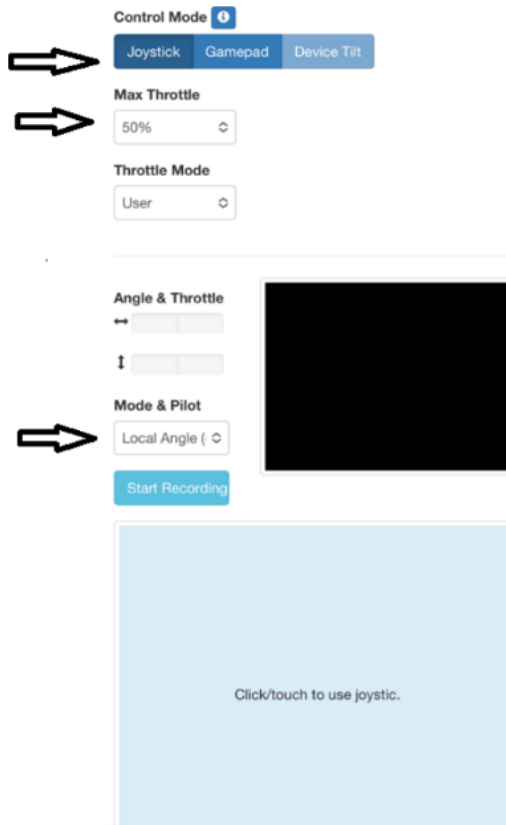 Control Mode
Joystick Gamepad Device Tilt
Max Throttle
50%
Throttle Mode
User
Angle & Throttle
Mode & Pilot
Local Angle (
Start Recording
Click/touch to use joystic.